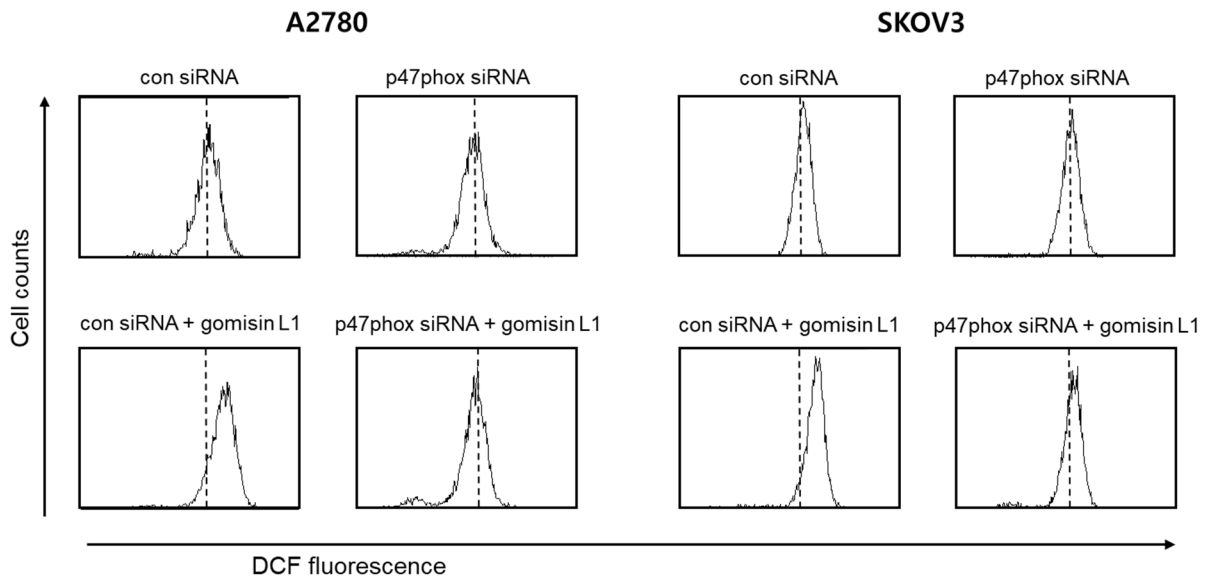 A2780
SKOV3
con siRNA
p47phox siRNA
con siRNA
p47phox siRNA
Cell counts
con siRNA + gomisin L1
p47phox siRNA + gomisin L1
con siRNA + gomisin L1
p47phox siRNA + gomisin L1
DCF fluorescence